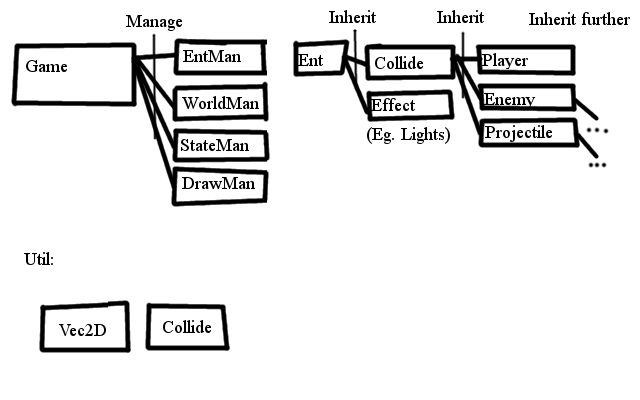 Manage
Inherit
Inherit
Inherit further
Game
EntMan
WorldMan
StateMan
DrawMan
Ent
Collide
Effect
(Eg. Lights)
Player
Enemy
Projectile
...
...
Util:
Vec2D
Collide